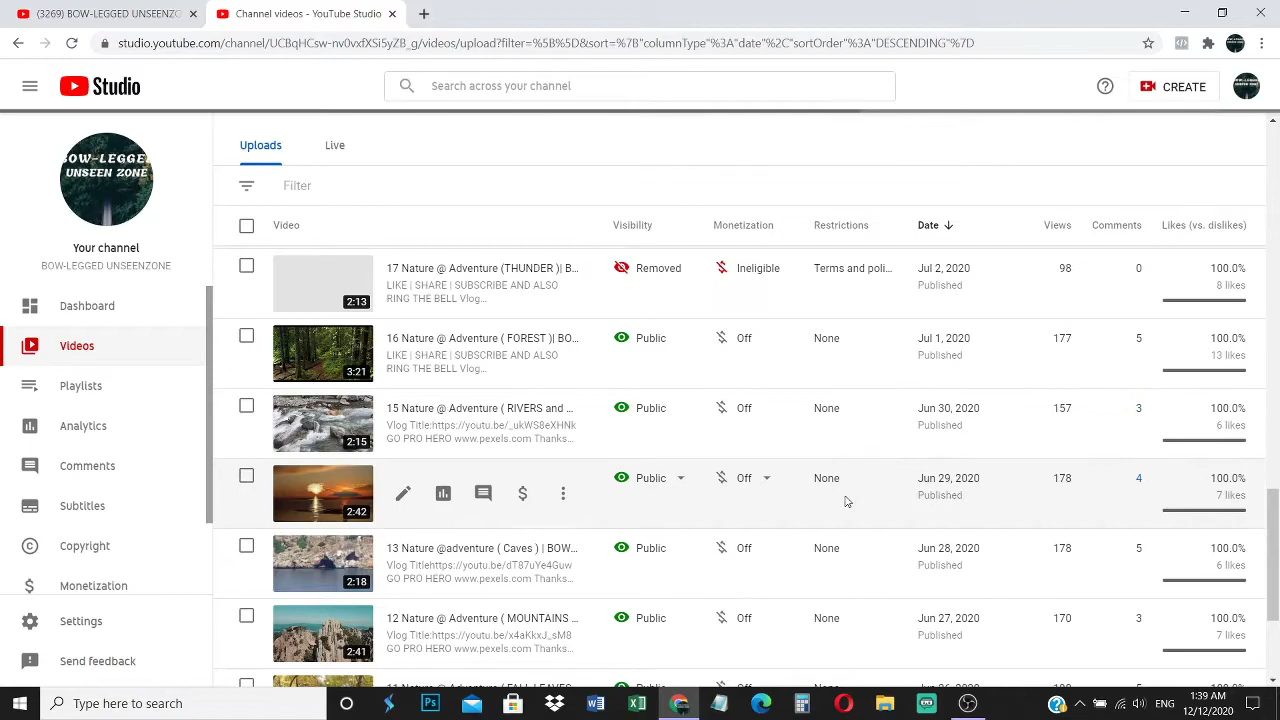 (3269) BOW-LEGGED UNSEENZO
Channel videos - YouTube Studio
studio.youtube.com/channel/UCBqHCsw-nv0vxfXSi5yZB_g/videos/upload?filter=%5B%5D&sort=%7B"columnType"%3A"date"%2C"sortOrder"%3A"DESCENDING"%7D
Studio
Search across your channel
CREATE
BOW-LEGGED
UNSEEN ZONE
Your channel
BOW-LEGGED UNSEENZONE
Dashboard
Videos
Playlists
Analytics
Comments
Subtitles
Copyright
Monetization
Settings
Send feedback
Uploads
Live
Filter
Video Visibility Monetization Restrictions Date Views Comments Likes (vs. dislikes)
17 Nature @ Adventure (THUNDER )| B... Removed Ineligible Terms and poli... Jul 2, 2020 98 0 100.0%
LIKE | SHARE | SUBSCRIBE AND ALSO Published 8 likes
2:13 RING THE BELL Vlog...
16 Nature @ Adventure ( FOREST )| BO... Public Off None Jul 1, 2020 177 5 100.0%
LIKE | SHARE | SUBSCRIBE AND ALSO Published 13 likes
3:21 RING THE BELL Vlog...
15 Nature @ Adventure ( RIVERS and ... Public Off None Jun 30, 2020 157 3 100.0%
Vlog Title:https://youtu.be/_ukWS8eXHNk Published 6 likes
2:15 GO PRO HERO www.pexels.com Thanks...
Public Off None Jun 29, 2020 178 4 100.0%
Published 7 likes
2:42
13 Nature @adventure ( Caves ) | BOW... Public Off None Jun 28, 2020 178 5 100.0%
Vlog Titlehttps://youtu.be/dT87uYe4Guw Published 6 likes
2:18 GO PRO HERO www.pexels.com Thanks...
12 Nature @ Adventure ( MOUNTAINS ... Public Off None Jun 27, 2020 170 3 100.0%
Vlog Title:https://youtu.be/x4aKkxJ_sM8 Published 7 likes
2:41 GO PRO HERO www.pexels.com Thanks...
Type here to search
ENG
1:39 AM
12/12/2020